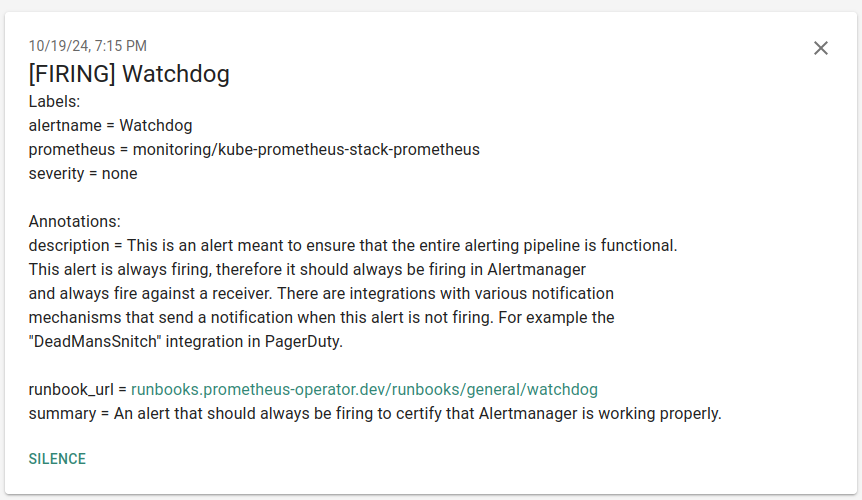 10/19/24, 7:15 PM
[FIRING] Watchdog
Labels:
alertname = Watchdog
prometheus = monitoring/kube-prometheus-stack-prometheus
severity = none
Annotations:
description = This is an alert meant to ensure that the entire alerting pipeline is functional.
This alert is always firing, therefore it should always be firing in Alertmanager
and always fire against a receiver. There are integrations with various notification
mechanisms that send a notification when this alert is not firing. For example the
"DeadMansSnitch" integration in PagerDuty.
runbook_url = runbooks.prometheus-operator.dev/runbooks/general/watchdog
summary = An alert that should always be firing to certify that Alertmanager is working properly.
SILENCE